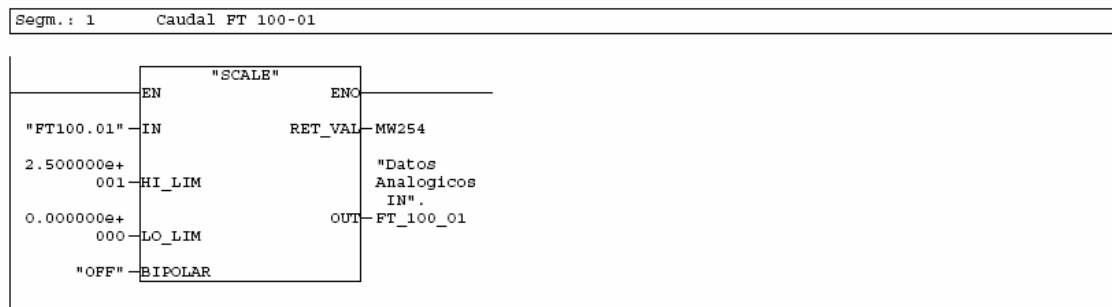 Segm.: 1 Caudal FT 100-01
"SCALE"
EN ENO
"FT100.01" IN RET_VAL MW254
2.500000e+ "Datos
001 HI_LIM Analogicos
IN".
0.000000e+ OUT FT_100_01
000 LO_LIM
"OFF" BIPOLAR